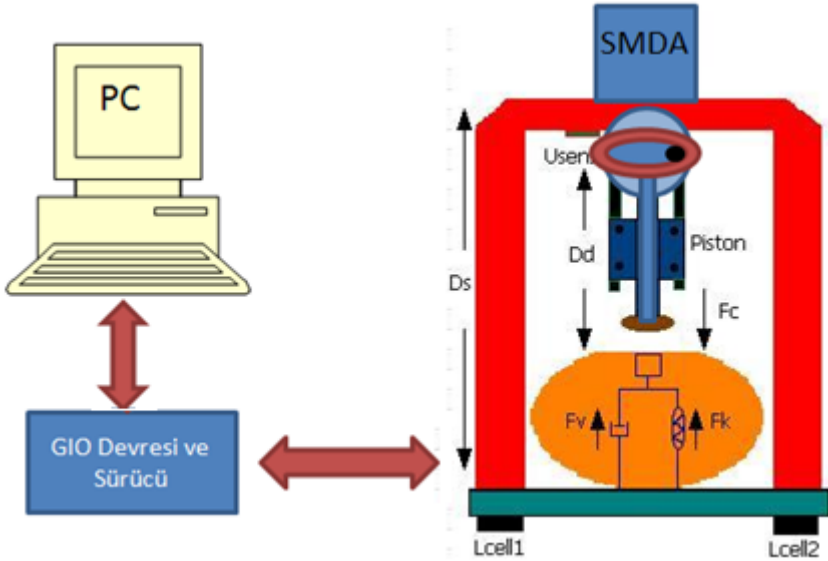 PC
SMDA
Usens
Dd
Piston
Ds
Fc
GIO Devresi ve
Sürücü
Fv
Fk
Lcell1
Lcell2